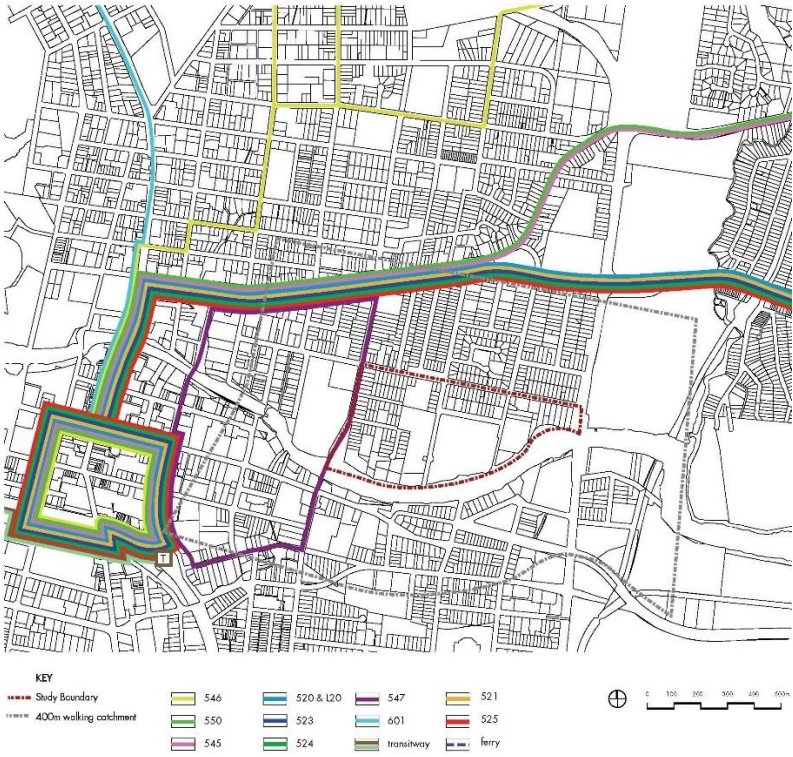 T
KEY
Study Boundary
400m walking catchment
546
550
545
520 & L20
523
524
547
601
transitway
521
525
ferry
0 100 200 300 400 500m